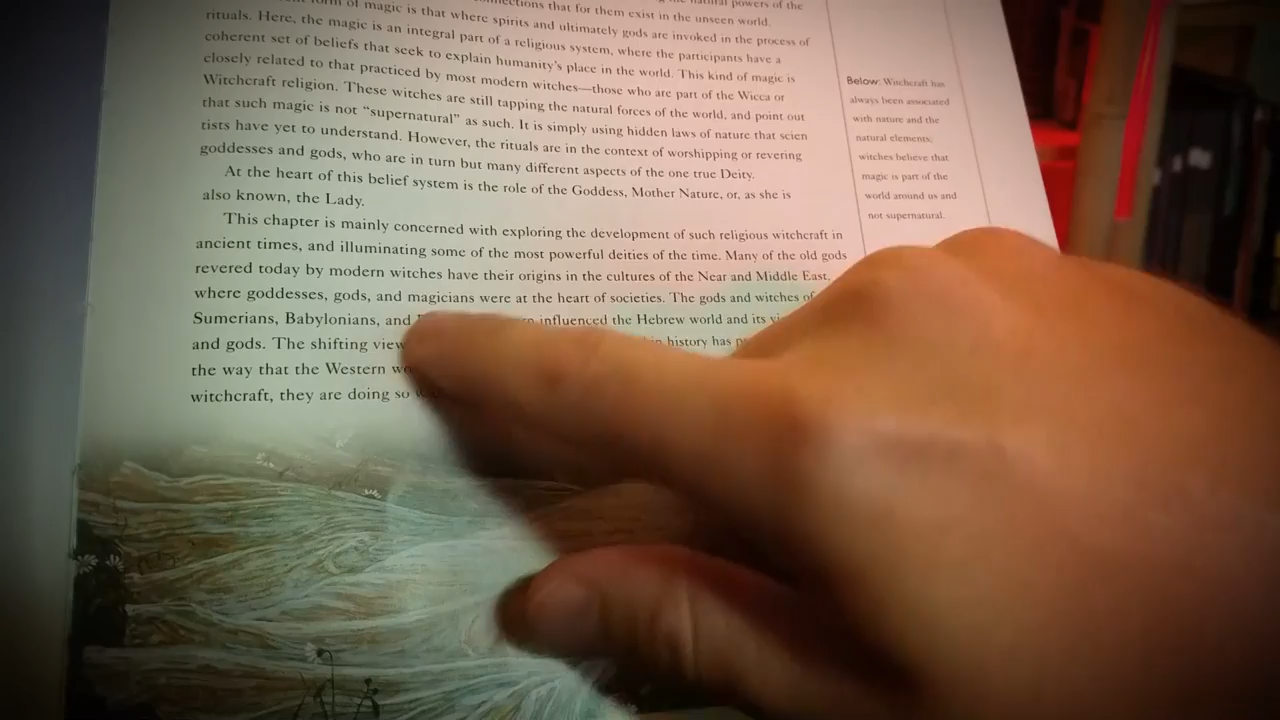 form of magic is that where spirits and ultimately gods are invoked in the process of
rituals. Here, the magic is an integral part of a religious system, where the participants have a
coherent set of beliefs that seek to explain humanity's place in the world. This kind of magic is
closely related to that practiced by most modern witches—those who are part of the Wicca or
Witchcraft religion. These witches are still tapping the natural forces of the world, and point out
that such magic is not "supernatural" as such. It is simply using hidden laws of nature that scien
tists have yet to understand. However, the rituals are in the context of worshipping or revering
goddesses and gods, who are in turn but many different aspects of the one true Deity.
At the heart of this belief system is the role of the Goddess, Mother Nature, or, as she is
also known, the Lady.
This chapter is mainly concerned with exploring the development of such religious witchcraft in
ancient times, and illuminating some of the most powerful deities of the time. Many of the old gods
revered today by modern witches have their origins in the cultures of the Near and Middle East,
where goddesses, gods, and magicians were at the heart of societies. The gods and witches of
Sumerians, Babylonians, and influenced the Hebrew world and its
and gods. The shifting view history has
the way that the Western
witchcraft, they are doing so
Below: Witchcraft has
always been associated
with nature and the
natural elements;
witches believe that
magic is part of the
world around us and
not supernatural.